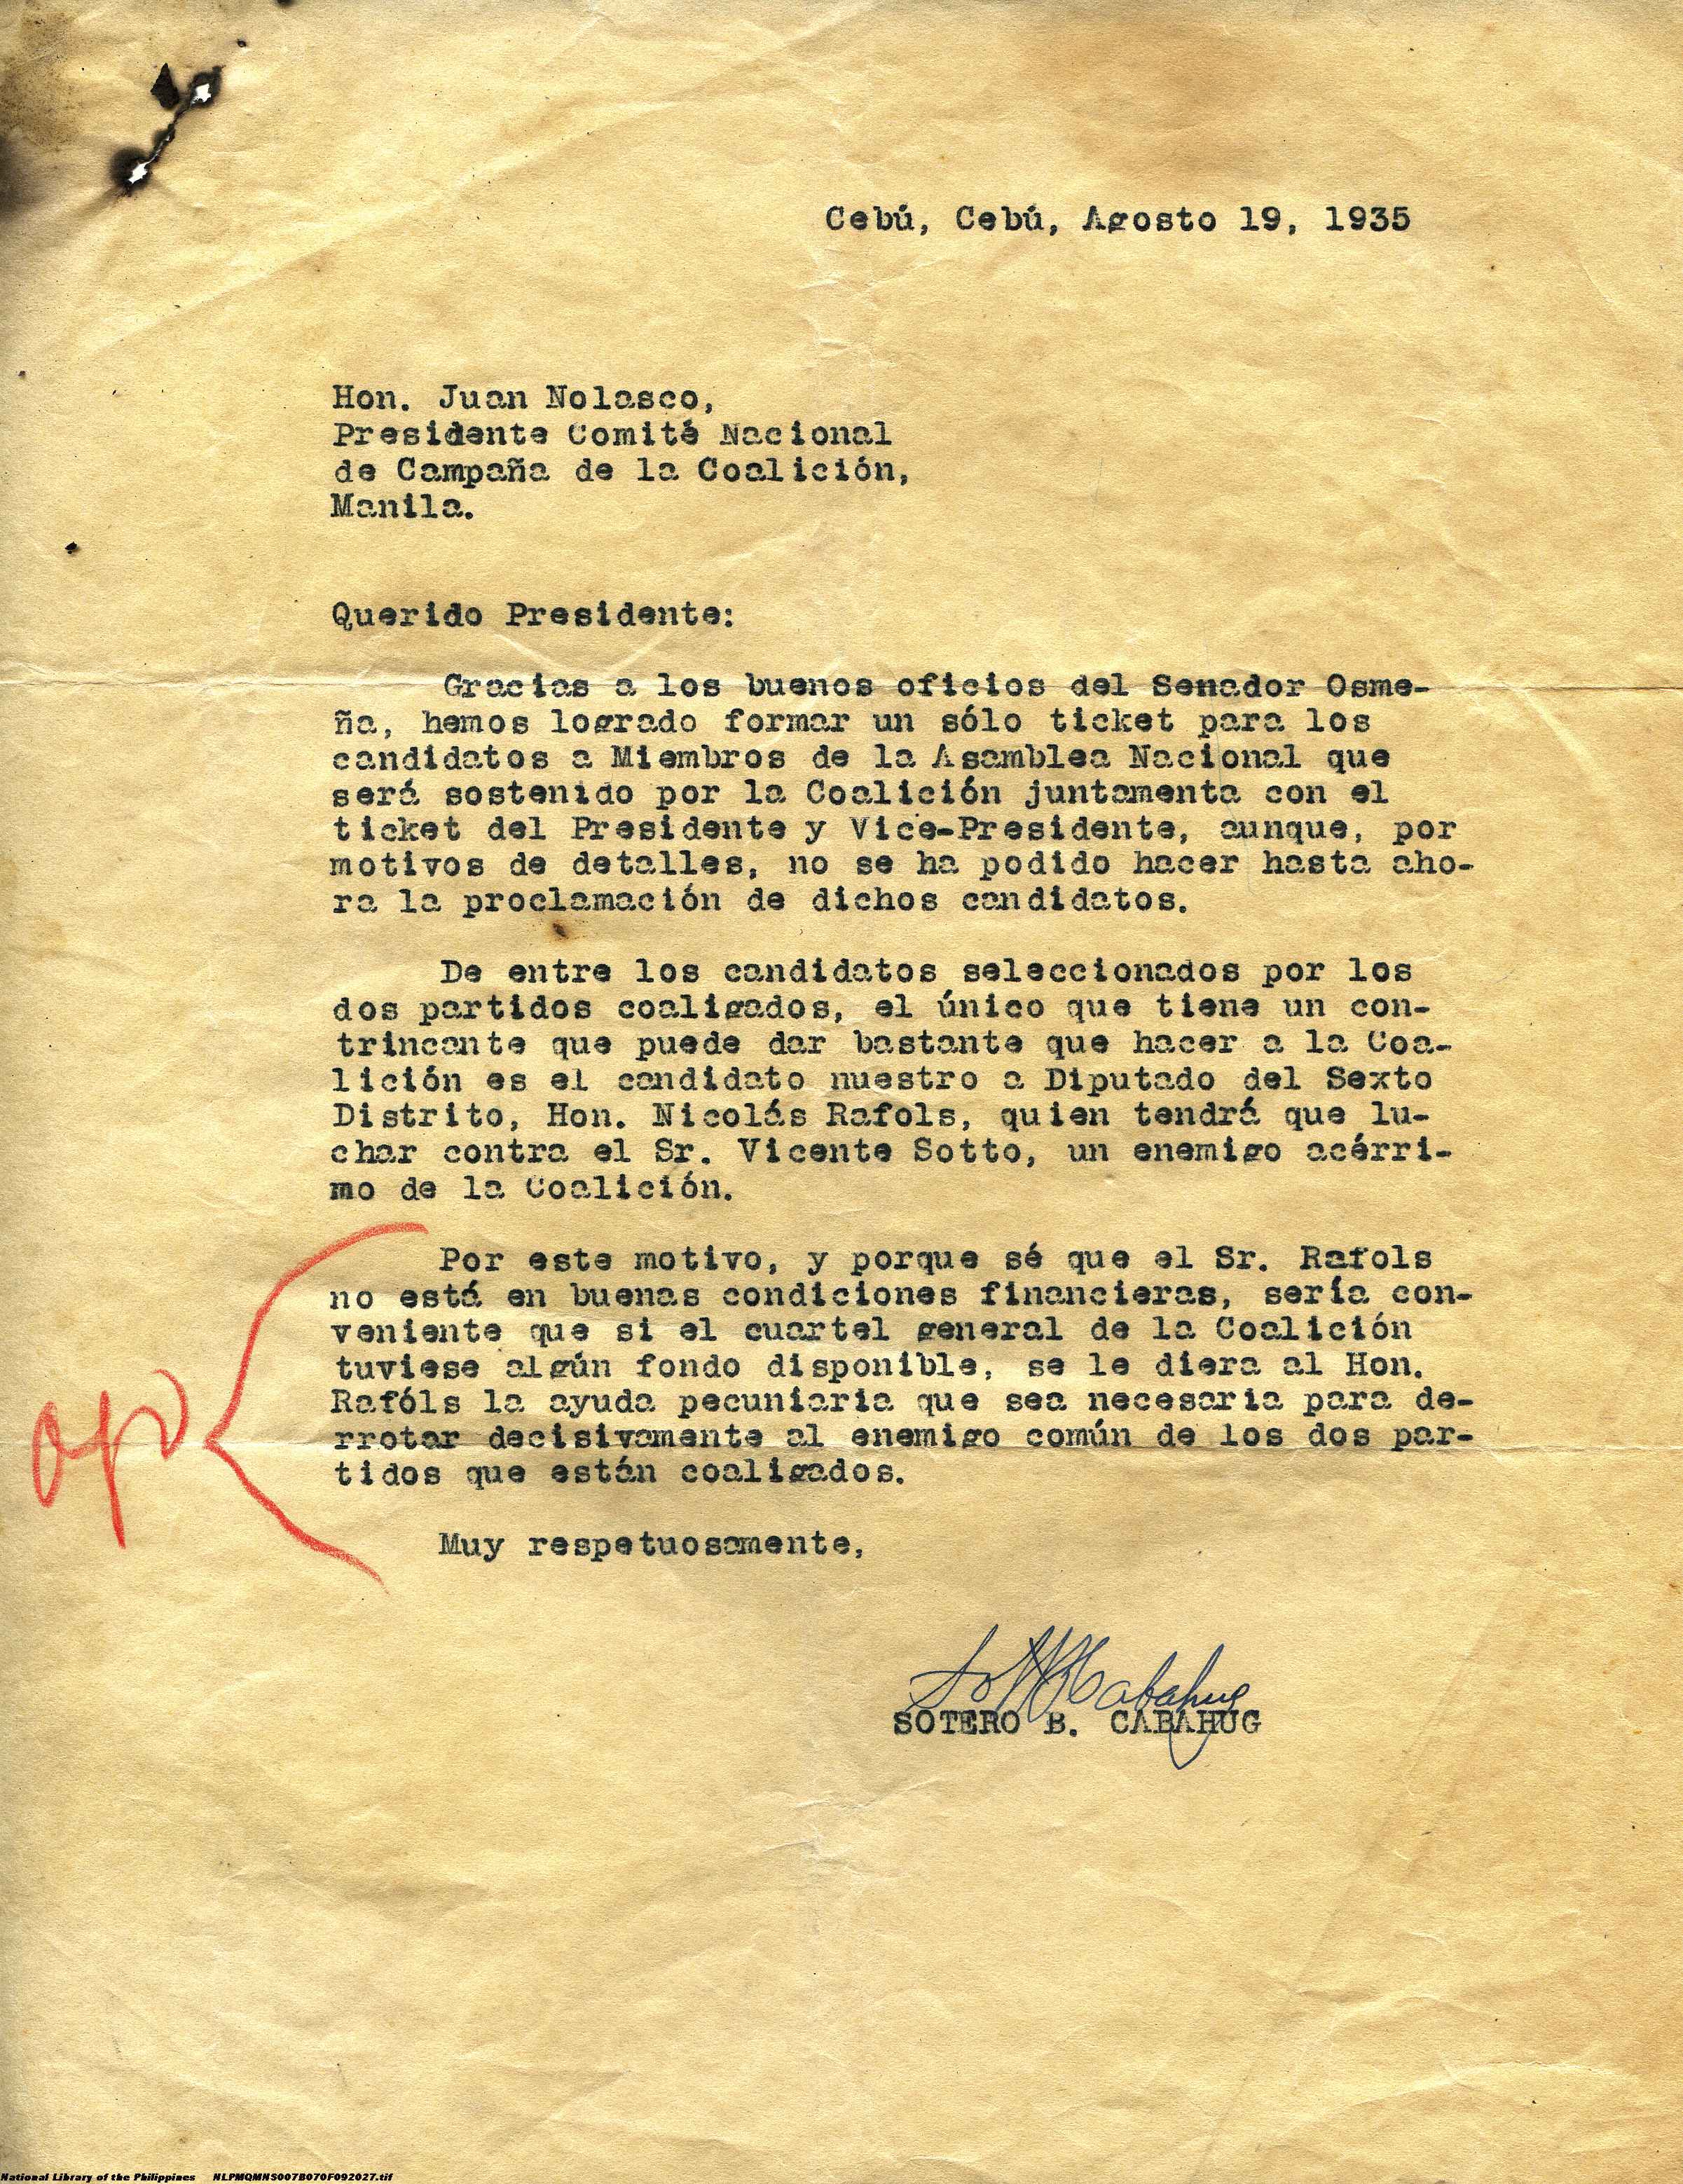 Cebú, Cebú, Agosto 19, 1935
Hon. Juan Nolasco,
Presidente Comité Nacional
de Campaña de la Coalición,
Manila.
Querido Presidente:
Gracias a los buenos oficios del Senador Osme-
ña, hemos logrado formar un sólo ticket para los
candidatos a Miembros de la Asamblea Nacional que
será sostenido por la Coalición juntamente con el
ticket del Presidente y Vice-Presidente, aunque, por
motivos de detalles, no se ha podido hacer hasta aho-
ra la proclamación de dichos candidatos.
De entre los candidatos seleccionados por los
dos partidos coaligados, el único que tiene un con-
trincante que puede dar bastante que hacer a la Coa-
lición es el candidato nuestro a Diputado del Sexto
Distrito, Hon. Nicolás Rafols, quien tendrá que lu-
char contra el Sr. Vicente Sotto, un enemigo acérri-
mo de la Coalición.
Por este motivo, y porque sé que el Sr. Rafols
no está en buenas condiciones financieras, sería con-
veniente que si el cuartel general de la Coalición
tuviese algún fondo disponible, se le diera al Hon.
Rafóls la ayuda pecuniaria que sea necesaria para de-
rrotar decisivamente al enemigo común de los dos par-
tidos que están coaligados.
Muy respetuosamente,
SOTERO B. CABAHUG
National Library of the Philippines NLPMQMNS007B070F092027.tif